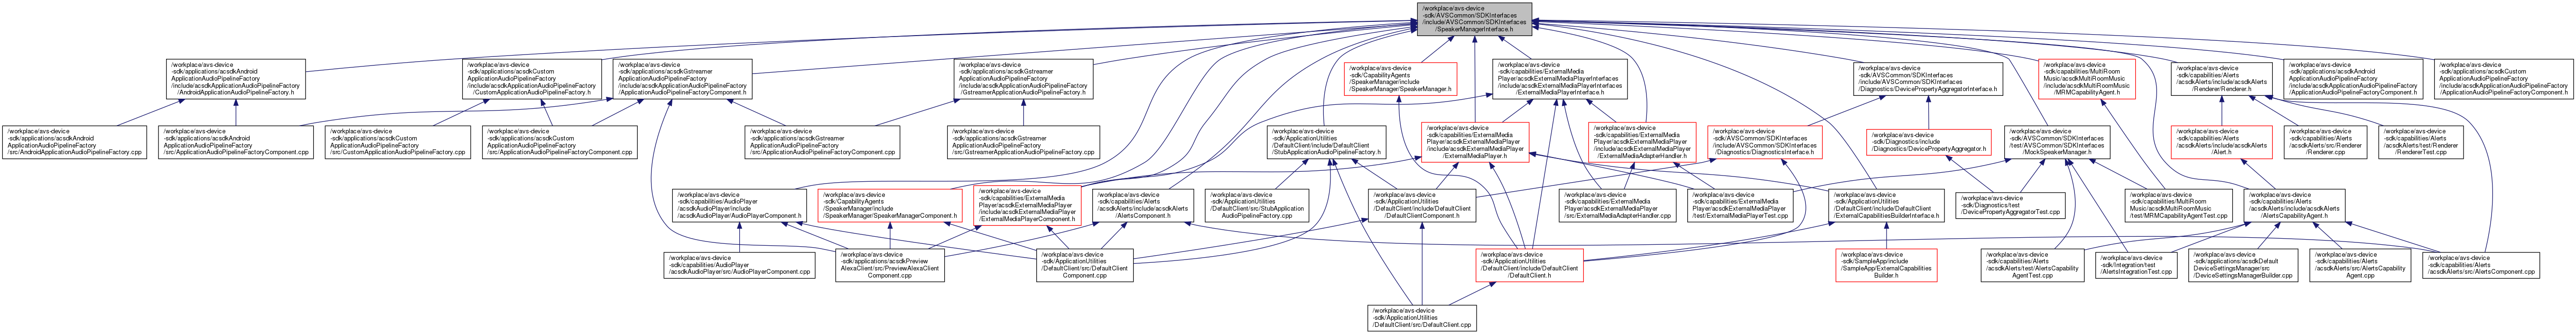 /workplace/avs-device
-sdk/AVSCommon/SDKInterfaces
/include/AVSCommon/SDKInterfaces
/SpeakerManagerInterface.h
/workplace/avs-device
-sdk/applications/acsdkAndroid
ApplicationAudioPipelineFactory
/include/acsdkAndroidApplication
AudioPipelineFactory
/AndroidApplicationAudioPipelineFactory.h
/workplace/avs-device
-sdk/applications/acsdkCustom
ApplicationAudioPipelineFactory
/include/acsdkApplicationAudioPipelineFactory
/CustomApplicationAudioPipelineFactory.h
/workplace/avs-device
-sdk/applications/acsdkGstreamer
ApplicationAudioPipelineFactory
/include/acsdkApplicationAudioPipelineFactory
/ApplicationAudioPipelineFactoryComponent.h
/workplace/avs-device
-sdk/applications/acsdkGstreamer
ApplicationAudioPipelineFactory
/include/acsdkApplicationAudioPipelineFactory
/GstreamerApplicationAudioPipelineFactory.h
/workplace/avs-device
-sdk/CapabilityAgents
/SpeakerManager/include
/SpeakerManager/SpeakerManager.h
/workplace/avs-device
-sdk/capabilities/ExternalMedia
Player/acsdkExternalMediaPlayerInterfaces
/include/acsdkExternalMediaPlayerInterfaces
/ExternalMediaPlayerInterface.h
/workplace/avs-device
-sdk/AVSCommon/SDKInterfaces
/include/AVSCommon/SDKInterfaces
/Diagnostics/DevicePropertyAggregatorInterface.h
/workplace/avs-device
-sdk/capabilities/MultiRoom
Music/acsdkMultiRoomMusic
/include/acsdkMultiRoomMusic
/MRMCapabilityAgent.h
/workplace/avs-device
-sdk/capabilities/Alerts
/acsdkAlerts/include/acsdkAlerts
/Renderer/Renderer.h
/workplace/avs-device
-sdk/applications/acsdkAndroid
ApplicationAudioPipelineFactory
/include/acsdkApplicationAudioPipelineFactory
/ApplicationAudioPipelineFactoryComponent.h
/workplace/avs-device
-sdk/applications/acsdkCustom
ApplicationAudioPipelineFactory
/include/acsdkApplicationAudioPipelineFactory
/ApplicationAudioPipelineFactoryComponent.h
/workplace/avs-device
-sdk/applications/acsdkAndroid
ApplicationAudioPipelineFactory
/src/AndroidApplicationAudioPipelineFactory.cpp
/workplace/avs-device
-sdk/applications/acsdkAndroid
ApplicationAudioPipelineFactory
/src/ApplicationAudioPipelineFactoryComponent.cpp
/workplace/avs-device
-sdk/applications/acsdkCustom
ApplicationAudioPipelineFactory
/src/CustomApplicationAudioPipelineFactory.cpp
/workplace/avs-device
-sdk/applications/acsdkCustom
ApplicationAudioPipelineFactory
/src/ApplicationAudioPipelineFactoryComponent.cpp
/workplace/avs-device
-sdk/applications/acsdkGstreamer
ApplicationAudioPipelineFactory
/src/ApplicationAudioPipelineFactoryComponent.cpp
/workplace/avs-device
-sdk/applications/acsdkGstreamer
ApplicationAudioPipelineFactory
/src/GstreamerApplicationAudioPipelineFactory.cpp
/workplace/avs-device
-sdk/ApplicationUtilities
/DefaultClient/include/DefaultClient
/StubApplicationAudioPipelineFactory.h
/workplace/avs-device
-sdk/capabilities/ExternalMedia
Player/acsdkExternalMediaPlayer
/include/acsdkExternalMediaPlayer
/ExternalMediaPlayer.h
/workplace/avs-device
-sdk/capabilities/ExternalMedia
Player/acsdkExternalMediaPlayer
/include/acsdkExternalMediaPlayer
/ExternalMediaAdapterHandler.h
/workplace/avs-device
-sdk/AVSCommon/SDKInterfaces
/include/AVSCommon/SDKInterfaces
/Diagnostics/DiagnosticsInterface.h
/workplace/avs-device
-sdk/Diagnostics/include
/Diagnostics/DevicePropertyAggregator.h
/workplace/avs-device
-sdk/AVSCommon/SDKInterfaces
/test/AVSCommon/SDKInterfaces
/MockSpeakerManager.h
/workplace/avs-device
-sdk/capabilities/Alerts
/acsdkAlerts/include/acsdkAlerts
/Alert.h
/workplace/avs-device
-sdk/capabilities/Alerts
/acsdkAlerts/src/Renderer
/Renderer.cpp
/workplace/avs-device
-sdk/capabilities/Alerts
/acsdkAlerts/test/Renderer
/RendererTest.cpp
/workplace/avs-device
-sdk/capabilities/AudioPlayer
/acsdkAudioPlayer/include
/acsdkAudioPlayer/AudioPlayerComponent.h
/workplace/avs-device
-sdk/CapabilityAgents
/SpeakerManager/include
/SpeakerManager/SpeakerManagerComponent.h
/workplace/avs-device
-sdk/capabilities/ExternalMedia
Player/acsdkExternalMediaPlayer
/include/acsdkExternalMediaPlayer
/ExternalMediaPlayerComponent.h
/workplace/avs-device
-sdk/capabilities/Alerts
/acsdkAlerts/include/acsdkAlerts
/AlertsComponent.h
/workplace/avs-device
-sdk/ApplicationUtilities
/DefaultClient/src/StubApplication
AudioPipelineFactory.cpp
/workplace/avs-device
-sdk/ApplicationUtilities
/DefaultClient/include/DefaultClient
/DefaultClientComponent.h
/workplace/avs-device
-sdk/capabilities/ExternalMedia
Player/acsdkExternalMediaPlayer
/src/ExternalMediaAdapterHandler.cpp
/workplace/avs-device
-sdk/capabilities/ExternalMedia
Player/acsdkExternalMediaPlayer
/test/ExternalMediaPlayerTest.cpp
/workplace/avs-device
-sdk/ApplicationUtilities
/DefaultClient/include/DefaultClient
/ExternalCapabilitiesBuilderInterface.h
/workplace/avs-device
-sdk/Diagnostics/test
/DevicePropertyAggregatorTest.cpp
/workplace/avs-device
-sdk/capabilities/MultiRoom
Music/acsdkMultiRoomMusic
/test/MRMCapabilityAgentTest.cpp
/workplace/avs-device
-sdk/capabilities/Alerts
/acsdkAlerts/include/acsdkAlerts
/AlertsCapabilityAgent.h
/workplace/avs-device
-sdk/capabilities/AudioPlayer
/acsdkAudioPlayer/src/AudioPlayerComponent.cpp
/workplace/avs-device
-sdk/applications/acsdkPreview
AlexaClient/src/PreviewAlexaClient
Component.cpp
/workplace/avs-device
-sdk/ApplicationUtilities
/DefaultClient/src/DefaultClient
Component.cpp
/workplace/avs-device
-sdk/ApplicationUtilities
/DefaultClient/include/DefaultClient
/DefaultClient.h
/workplace/avs-device
-sdk/SampleApp/include
/SampleApp/ExternalCapabilities
Builder.h
/workplace/avs-device
-sdk/capabilities/Alerts
/acsdkAlerts/test/AlertsCapability
AgentTest.cpp
/workplace/avs-device
-sdk/Integration/test
/AlertsIntegrationTest.cpp
/workplace/avs-device
-sdk/applications/acsdkDefault
DeviceSettingsManager/src
/DeviceSettingsManagerBuilder.cpp
/workplace/avs-device
-sdk/capabilities/Alerts
/acsdkAlerts/src/AlertsCapability
Agent.cpp
/workplace/avs-device
-sdk/capabilities/Alerts
/acsdkAlerts/src/AlertsComponent.cpp
/workplace/avs-device
-sdk/ApplicationUtilities
/DefaultClient/src/DefaultClient.cpp